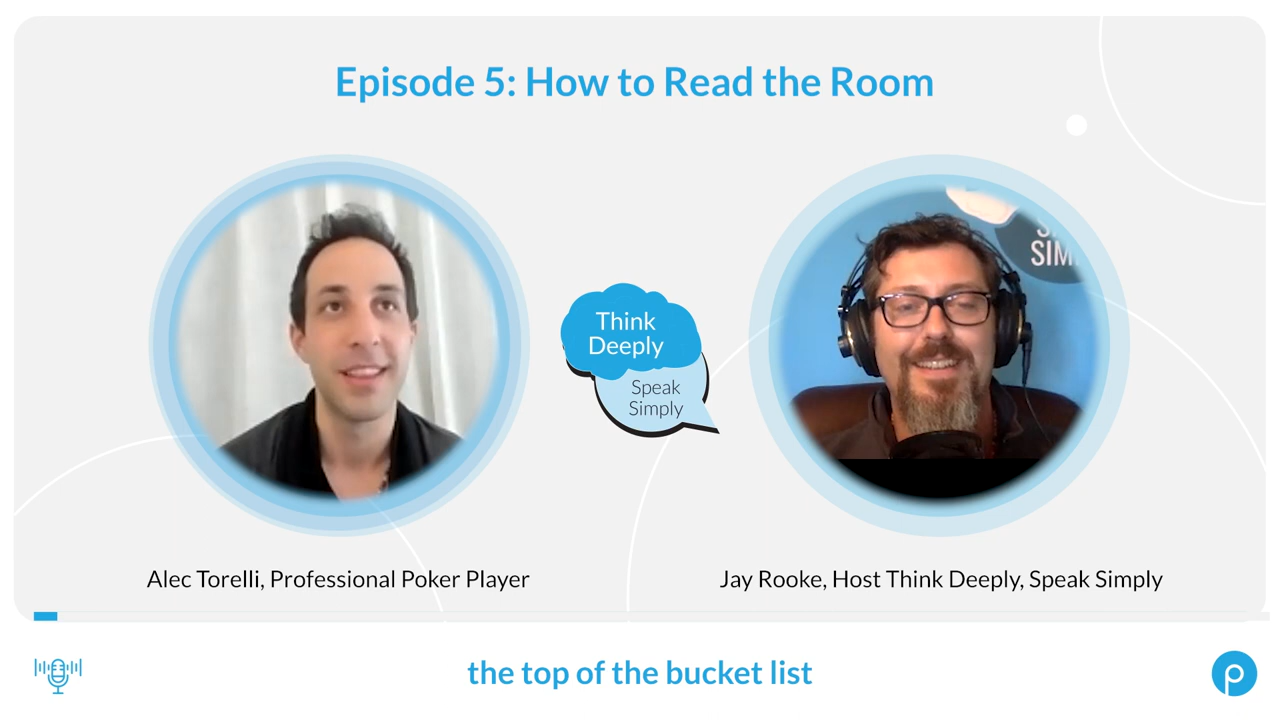 Episode 5: How to Read the Room
Think
Deeply
Speak
Simply
Alec Torelli, Professional Poker Player
Jay Rooke, Host Think Deeply, Speak Simply
the top of the bucket list